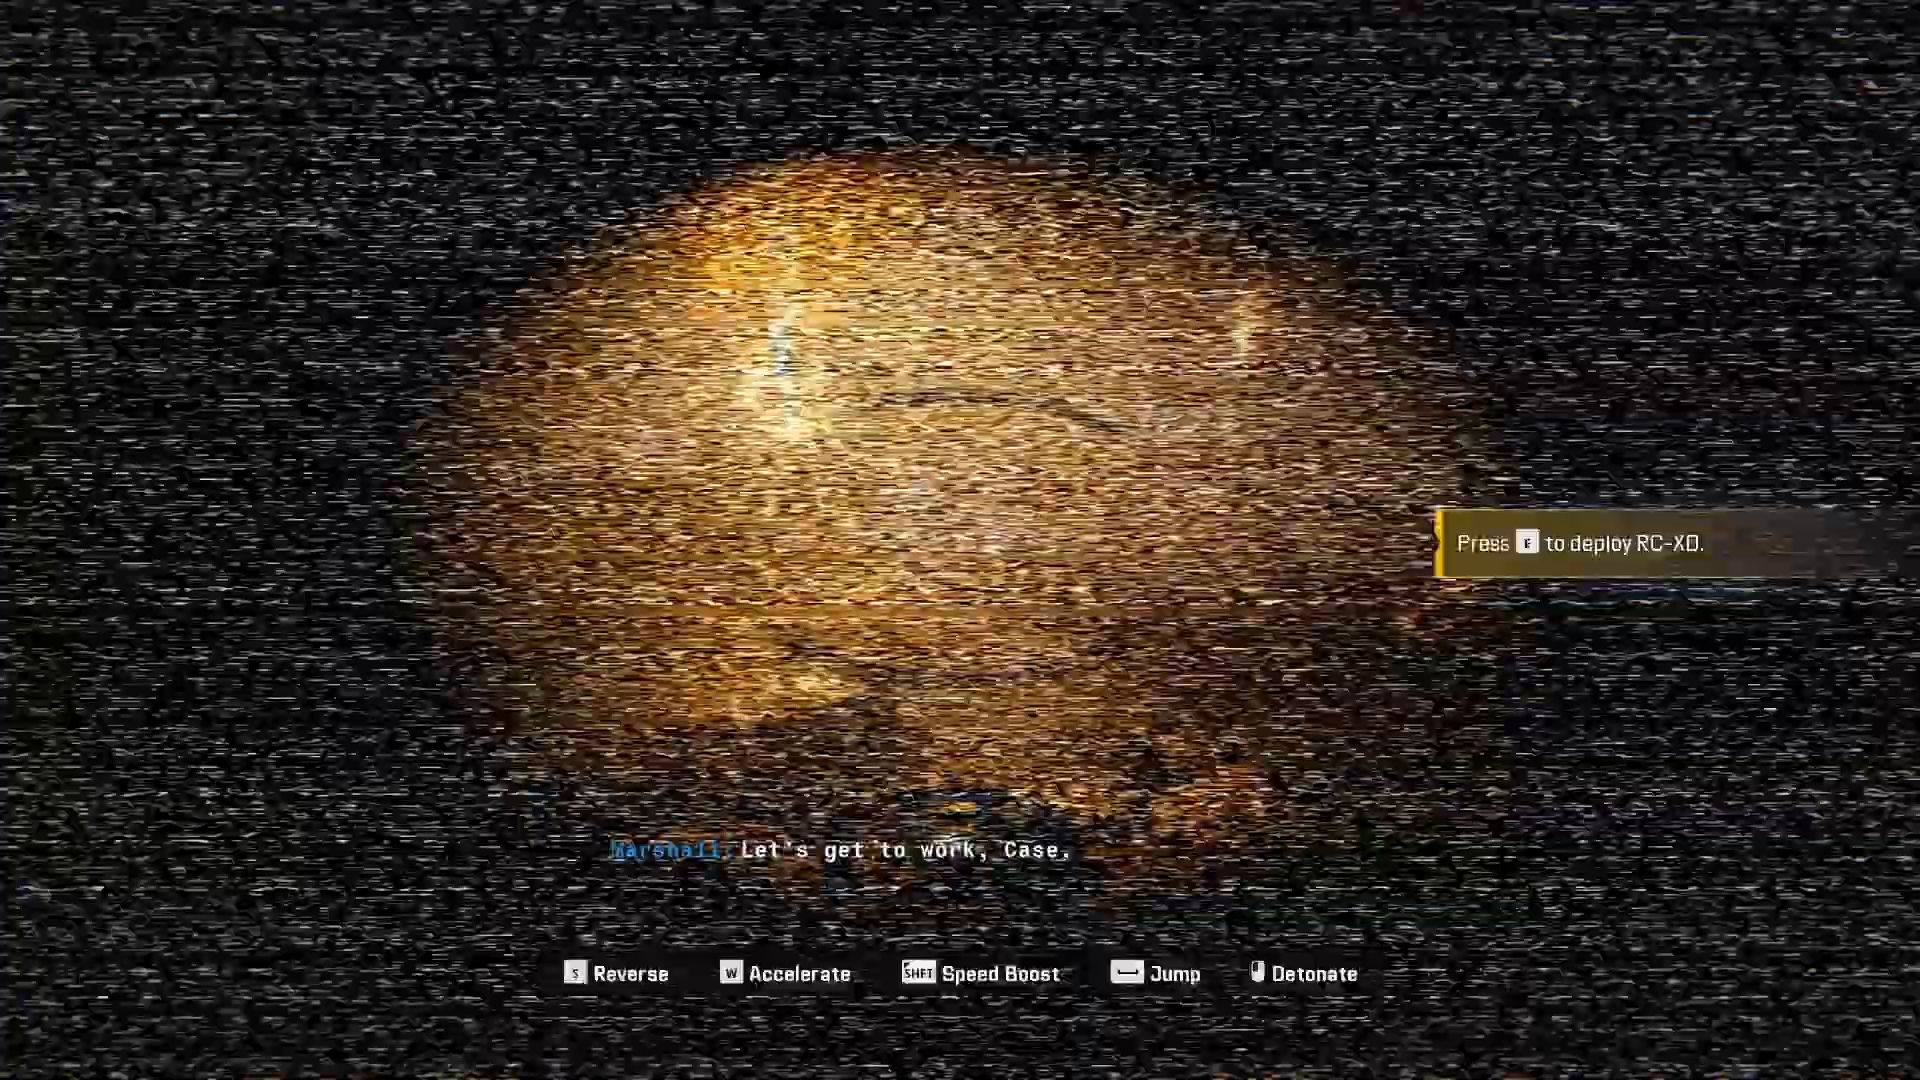 Press F to deploy RC-XD.
Marshall: Let's get to work, Case.
S Reverse W Accelerate SHFT Speed Boost Jump Detonate